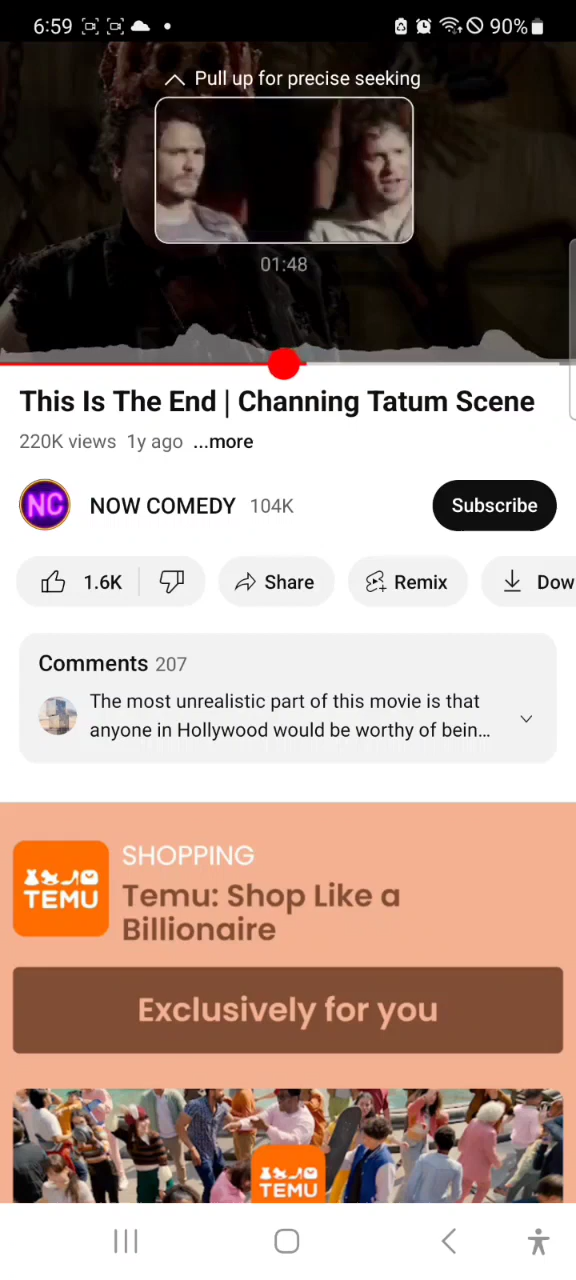 6:59
90%
Pull up for precise seeking
01:48
This Is The End | Channing Tatum Scene
220K views 1y ago ...more
NC
NOW COMEDY 104K
Subscribe
1.6K
Share
Remix
Dow
Comments 207
The most unrealistic part of this movie is that
anyone in Hollywood would be worthy of bein...
TEMU
SHOPPING
Temu: Shop Like a
Billionaire
Exclusively for you
TEMU